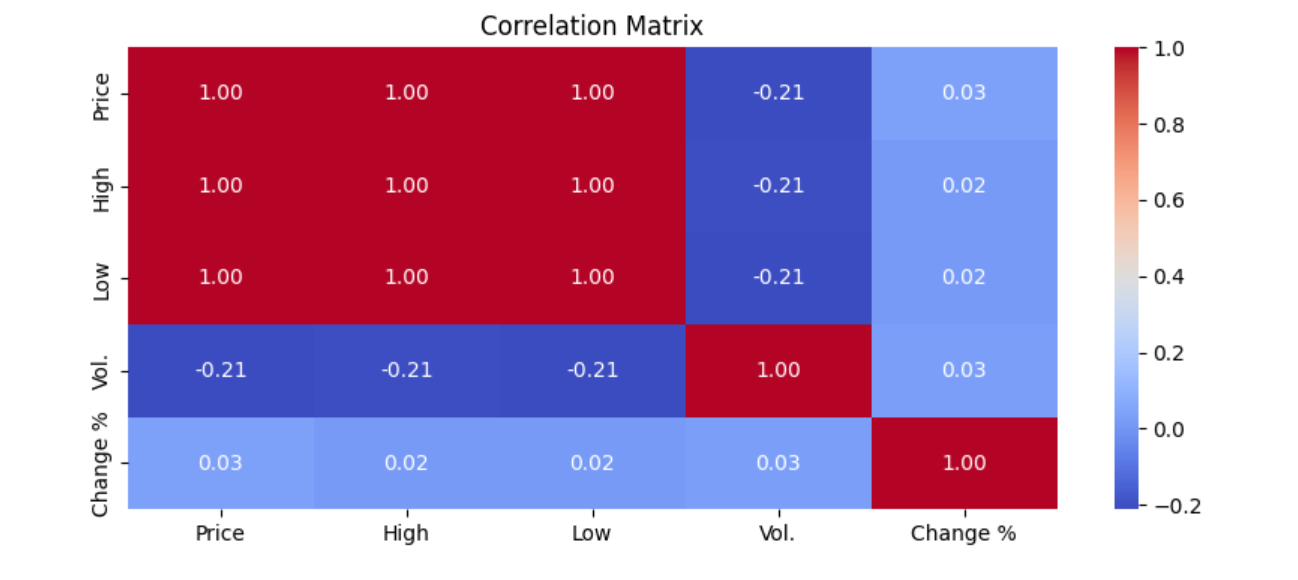 Correlation Matrix
Price 1.00 1.00 1.00 -0.21 0.03
High 1.00 1.00 1.00 -0.21 0.02
Low 1.00 1.00 1.00 -0.21 0.02
Vol. -0.21 -0.21 -0.21 1.00 0.03
Change % 0.03 0.02 0.02 0.03 1.00
Price High Low Vol. Change %
1.0
0.8
0.6
0.4
0.2
0.0
−0.2